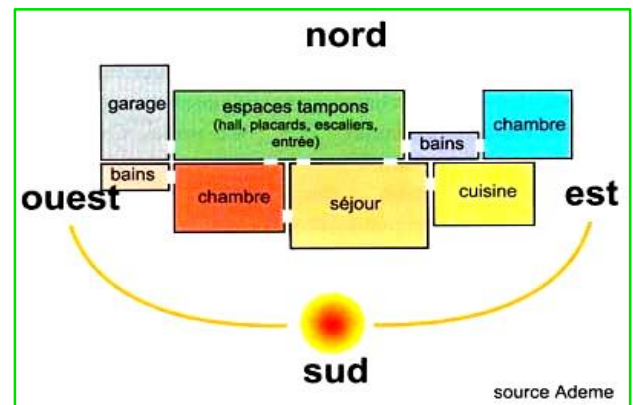 nord
garage
espaces tampons
(hall, placards, escaliers,
entrée)
bains
chambre
bains
ouest
chambre
séjour
cuisine
est
sud
source Ademe